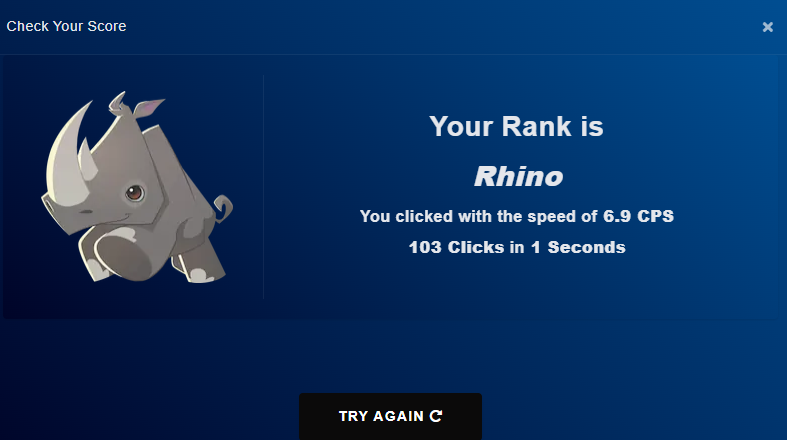 Check Your Score
×
Your Rank is
Rhino
You clicked with the speed of 6.9 CPS
103 Clicks in 1 Seconds
TRY AGAIN